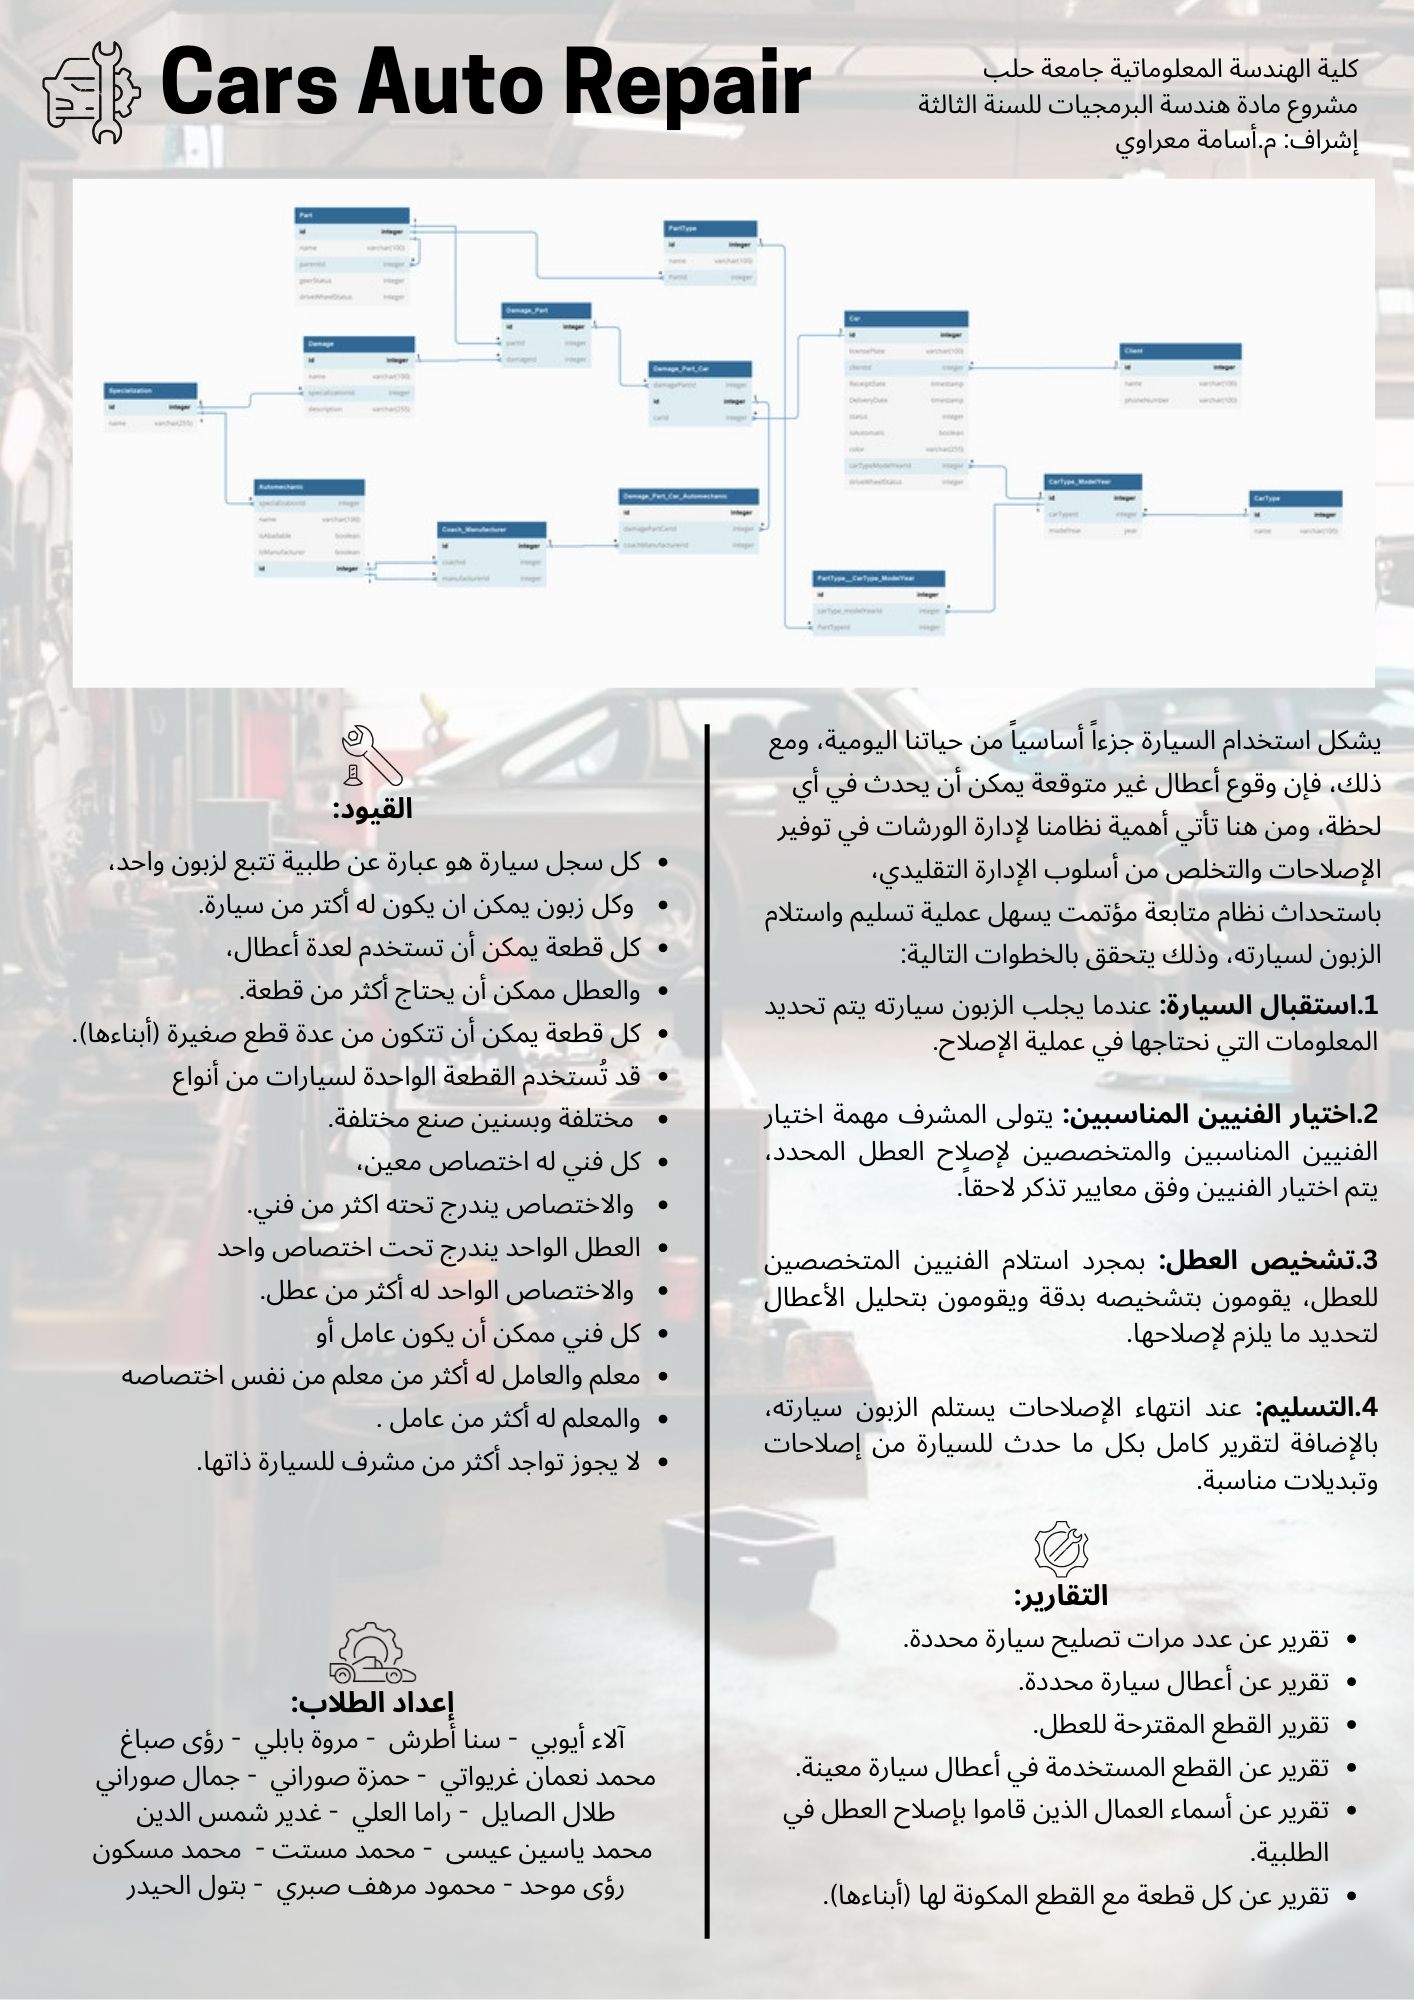 Cars Auto Repair
كلية الهندسة المعلوماتية جامعة حلب
مشروع مادة هندسة البرمجيات للسنة الثالثة
إشراف: م.أسامة معراوي
Part
id integer
name varchar(100)
parentId integer
geerStatus integer
driveWheelStatus integer
PartType
id integer
name varchar(100)
PartId integer
Damage_Part
id integer
partId integer
damageId integer
Damage
id integer
name varchar(100)
specializationId integer
description varchar(255)
Specialization
id integer
name varchar(255)
Damage_Part_Car
damagePartId integer
id integer
carId integer
Car
id integer
licensePlate varchar(100)
clientId integer
ReceiptDate timestamp
DeliveryDate timestamp
status integer
isAutomatic boolean
color varchar(255)
carTypeModelYearId integer
driveWheelStatus integer
Client
id integer
name varchar(100)
phoneNumber varchar(100)
Automechanic
specializationId integer
name varchar(100)
isAbailable boolean
isManufacturer boolean
id integer
Coach_Manufacturer
id integer
coachId integer
manufacturerId integer
Damage_Part_Car_Automechanic
id integer
damagePartCarId integer
coachManufacturerId integer
CarType_ModelYear
id integer
carTypeId integer
modelYear year
CarType
id integer
name varchar(100)
PartType__CarType_ModelYear
id integer
carType_modelYearId integer
PartTypeId integer
يشكل استخدام السيارة جزءاً أساسياً من حياتنا اليومية، ومع
ذلك، فإن وقوع أعطال غير متوقعة يمكن أن يحدث في أي
لحظة، ومن هنا تأتي أهمية نظامنا لإدارة الورشات في توفير
الإصلاحات والتخلص من أسلوب الإدارة التقليدي،
باستحداث نظام متابعة مؤتمت يسهل عملية تسليم واستلام
الزبون لسيارته، وذلك يتحقق بالخطوات التالية:
1.استقبال السيارة: عندما يجلب الزبون سيارته يتم تحديد
المعلومات التي نحتاجها في عملية الإصلاح.
2.اختيار الفنيين المناسبين: يتولى المشرف مهمة اختيار
الفنيين المناسبين والمتخصصين لإصلاح العطل المحدد،
يتم اختيار الفنيين وفق معايير تذكر لاحقاً.
3.تشخيص العطل: بمجرد استلام الفنيين المتخصصين
للعطل، يقومون بتشخيصه بدقة ويقومون بتحليل الأعطال
لتحديد ما يلزم لإصلاحها.
4.التسليم: عند انتهاء الإصلاحات يستلم الزبون سيارته،
بالإضافة لتقرير كامل بكل ما حدث للسيارة من إصلاحات
وتبديلات مناسبة.
التقارير:
• تقرير عن عدد مرات تصليح سيارة محددة.
• تقرير عن أعطال سيارة محددة.
• تقرير القطع المقترحة للعطل.
• تقرير عن القطع المستخدمة في أعطال سيارة معينة.
• تقرير عن أسماء العمال الذين قاموا بإصلاح العطل في
الطلبية.
• تقرير عن كل قطعة مع القطع المكونة لها (أبناءها).
القيود:
• كل سجل سيارة هو عبارة عن طلبية تتبع لزبون واحد،
• وكل زبون يمكن ان يكون له أكتر من سيارة.
• كل قطعة يمكن أن تستخدم لعدة أعطال،
• والعطل ممكن أن يحتاج أكثر من قطعة.
• كل قطعة يمكن أن تتكون من عدة قطع صغيرة (أبناءها).
• قد تُستخدم القطعة الواحدة لسيارات من أنواع
• مختلفة وبسنين صنع مختلفة.
• كل فني له اختصاص معين،
• والاختصاص يندرج تحته اكثر من فني.
• العطل الواحد يندرج تحت اختصاص واحد
• والاختصاص الواحد له أكثر من عطل.
• كل فني ممكن أن يكون عامل أو
• معلم والعامل له أكثر من معلم من نفس اختصاصه
• والمعلم له أكثر من عامل .
• لا يجوز تواجد أكثر من مشرف للسيارة ذاتها.
إعداد الطلاب:
آلاء أيوبي - سنا أطرش - مروة بابلي - رؤى صباغ
محمد نعمان غريواتي - حمزة صوراني - جمال صوراني
طلال الصايل - راما العلي - غدير شمس الدين
محمد ياسين عيسى - محمد مستت - محمد مسكون
رؤى موحد - محمود مرهف صبري - بتول الحيدر